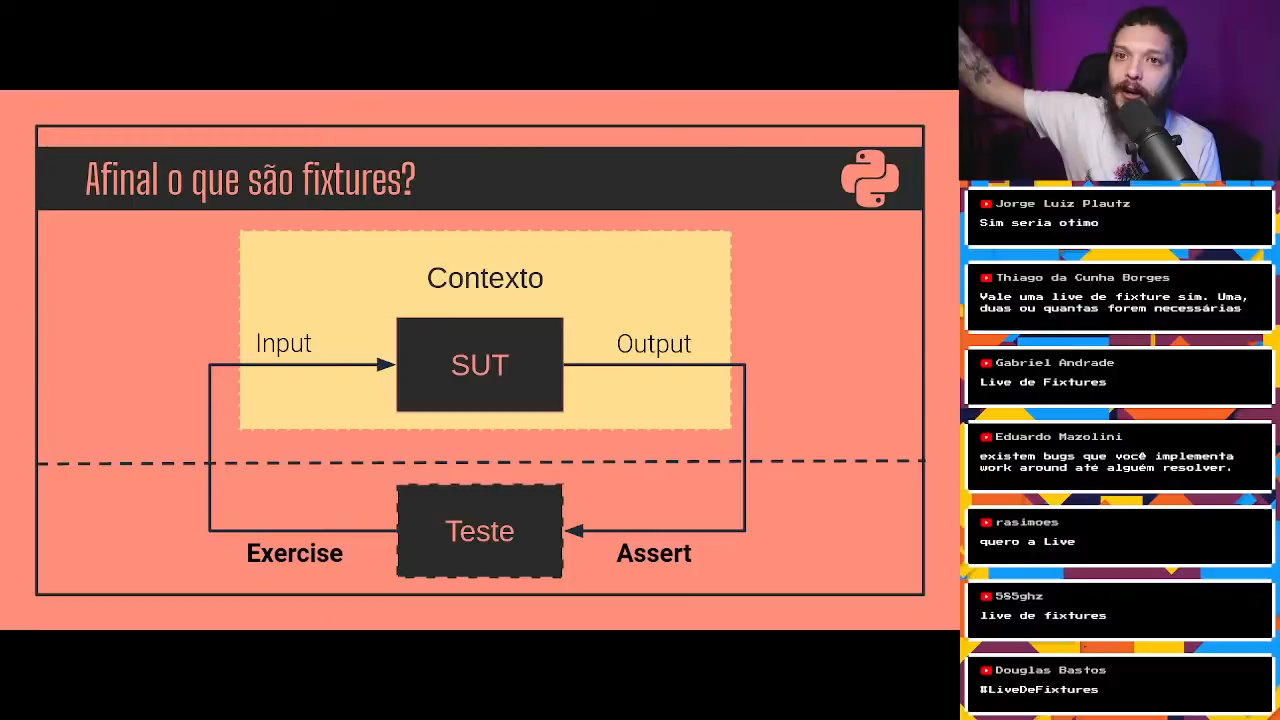 Afinal o que são fixtures?
Contexto
Input
SUT
Output
Teste
Exercise
Assert
Jorge Luiz Plautz
Sim seria otimo
Thiago da Cunha Borges
Vale uma live de fixture sim. Uma,
duas ou quantas forem necessárias
Gabriel Andrade
Live de Fixtures
Eduardo Mazolini
existem bugs que você implementa
work around até alguém resolver.
rasimoes
quero a Live
585ghz
live de fixtures
Douglas Bastos
#LiveDeFixtures